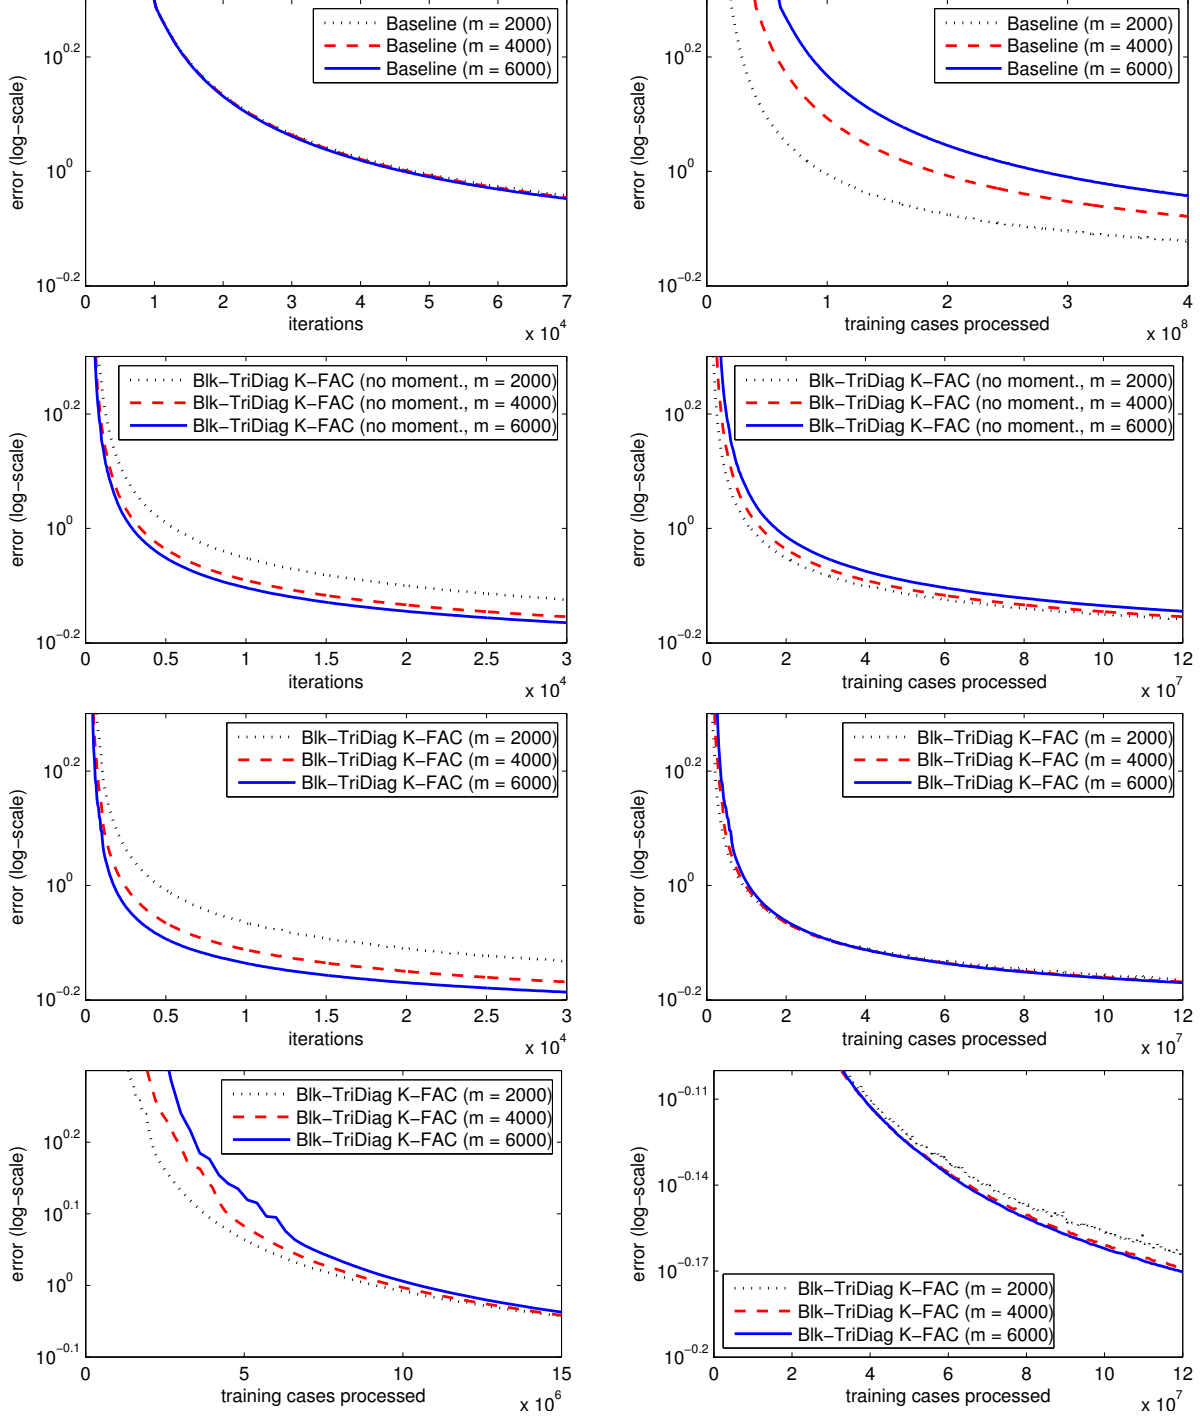 Baseline (m = 2000)
Baseline (m = 4000)
Baseline (m = 6000)
10^0.2
10^0
10^−0.2
error (log−scale)
0 1 2 3 4 5 6 7
iterations
x 10^4
Baseline (m = 2000)
Baseline (m = 4000)
Baseline (m = 6000)
10^0.2
10^0
10^−0.2
error (log−scale)
0 1 2 3 4
training cases processed
x 10^8
Blk−TriDiag K−FAC (no moment., m = 2000)
Blk−TriDiag K−FAC (no moment., m = 4000)
Blk−TriDiag K−FAC (no moment., m = 6000)
10^0.2
10^0
10^−0.2
error (log−scale)
0 0.5 1 1.5 2 2.5 3
iterations
x 10^4
Blk−TriDiag K−FAC (no moment., m = 2000)
Blk−TriDiag K−FAC (no moment., m = 4000)
Blk−TriDiag K−FAC (no moment., m = 6000)
10^0.2
10^0
10^−0.2
error (log−scale)
0 2 4 6 8 10 12
training cases processed
x 10^7
Blk−TriDiag K−FAC (m = 2000)
Blk−TriDiag K−FAC (m = 4000)
Blk−TriDiag K−FAC (m = 6000)
10^0.2
10^0
10^−0.2
error (log−scale)
0 0.5 1 1.5 2 2.5 3
iterations
x 10^4
Blk−TriDiag K−FAC (m = 2000)
Blk−TriDiag K−FAC (m = 4000)
Blk−TriDiag K−FAC (m = 6000)
10^0.2
10^0
10^−0.2
error (log−scale)
0 2 4 6 8 10 12
training cases processed
x 10^7
Blk−TriDiag K−FAC (m = 2000)
Blk−TriDiag K−FAC (m = 4000)
Blk−TriDiag K−FAC (m = 6000)
10^0.2
10^0.1
10^0
10^−0.1
error (log−scale)
0 5 10 15
training cases processed
x 10^6
10^−0.11
10^−0.14
10^−0.17
10^−0.2
error (log−scale)
Blk−TriDiag K−FAC (m = 2000)
Blk−TriDiag K−FAC (m = 4000)
Blk−TriDiag K−FAC (m = 6000)
0 2 4 6 8 10 12
training cases processed
x 10^7